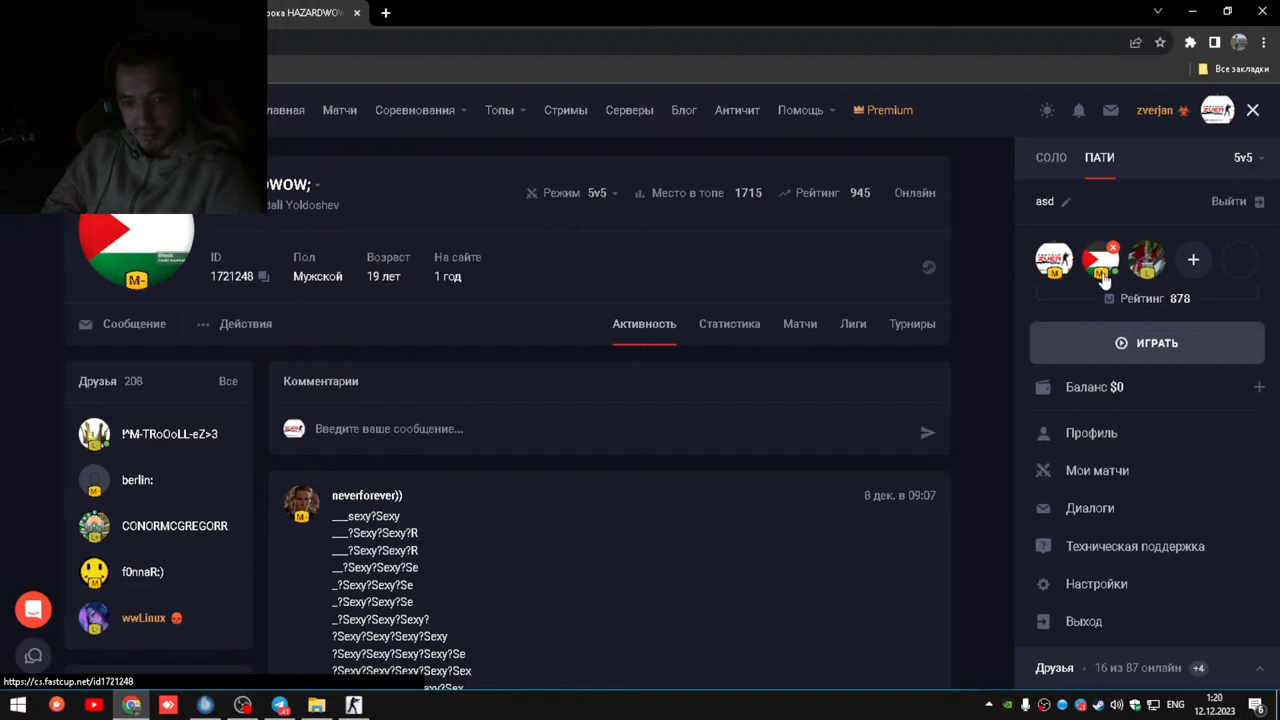 рока HAZARDWOW
Все закладки
лавная
Матчи
Соревнования
Топы
Стримы
Серверы
Блог
Античит
Помощь
Premium
zverjan
WOW;
dali Yoldoshev
Режим 5v5
Место в топе 1715
Рейтинг 945
Онлайн
ID
1721248
Пол
Мужской
Возраст
19 лет
На сайте
1 год
Сообщение
Действия
Активность
Статистика
Матчи
Лиги
Турниры
Друзья 208
Все
!^M-TRoOoLL-eZ>3
berlin:
CONORMCGREGORR
f0nnaR:)
wwLinux
Комментарии
Введите ваше сообщение...
neverforever))
8 дек. в 09:07
___sexy?Sexy
___?Sexy?Sexy?R
___?Sexy?Sexy?R
__?Sexy?Sexy?Se
_?Sexy?Sexy?Se
_?Sexy?Sexy?Se
_?Sexy?Sexy?Sexy?
?Sexy?Sexy?Sexy?Sexy
?Sexy?Sexy?Sexy?Sexy?Se
?Sexy?Sexy?Sexy?Sexy?Sex
СОЛО
ПАТИ
5v5
asd
Выйти
Рейтинг 878
ИГРАТЬ
Баланс $0
Профиль
Мои матчи
Диалоги
Техническая поддержка
Настройки
Выход
Друзья
16 из 87 онлайн
+4
https://cs.fastcup.net/id1721248
1:20
12.12.2023